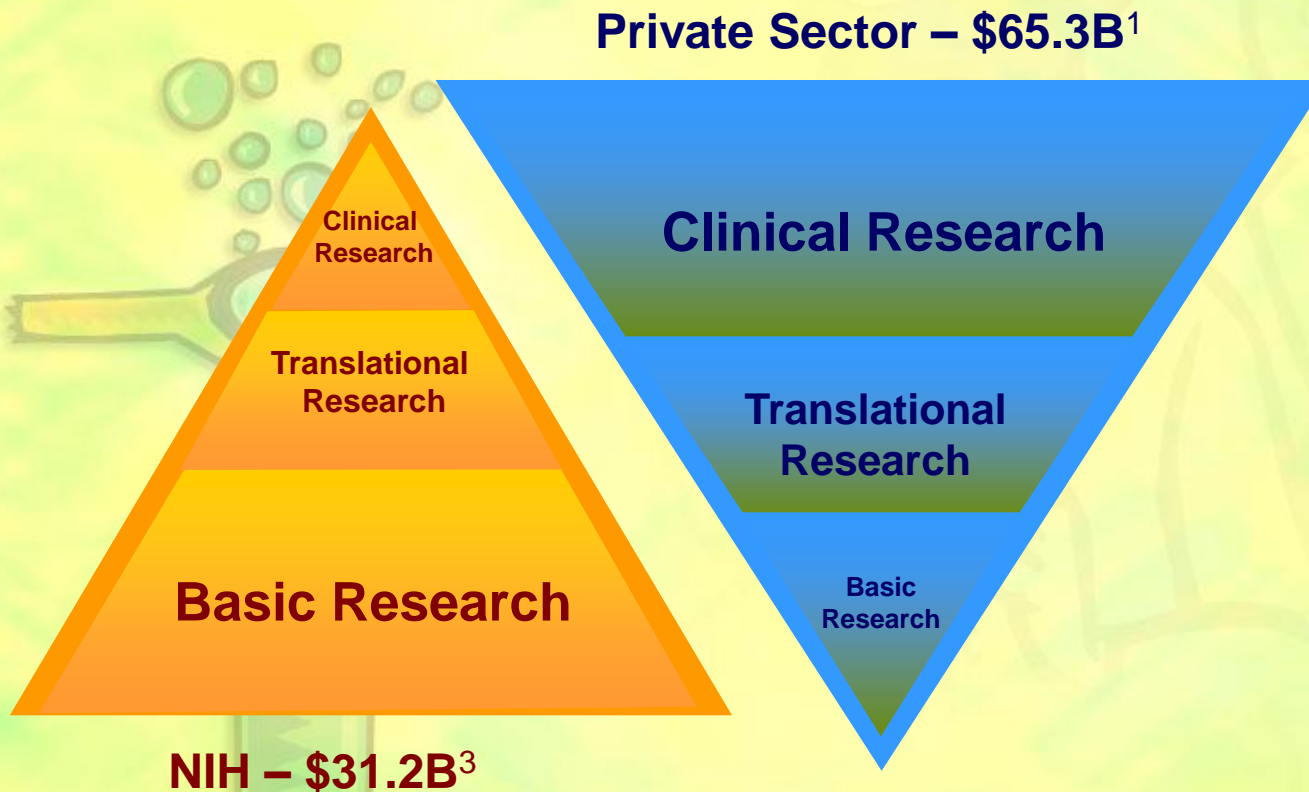 Private Sector – $65.3B¹
Clinical
Research
Translational
Research
Basic Research
NIH – $31.2B³
Clinical Research
Translational
Research
Basic
Research